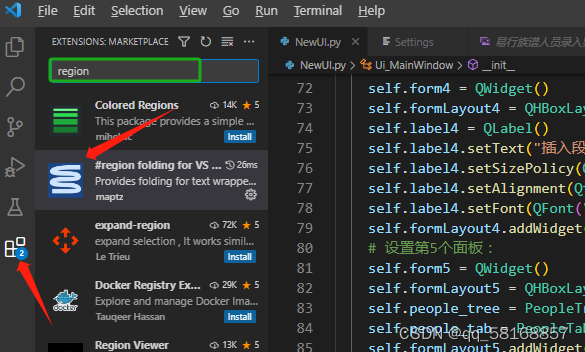 File Edit Selection View Go Run Terminal Help
EXTENSIONS: MARKETPLACE
region
Colored Regions 14K 5
This package provides a simple ...
Install
#region folding for VS ... 26ms
Provides folding for text wrappe...
maptz
expand-region 72K 5
expand selection , It works simil...
Le Trieu Install
Docker Registry Ex... 29K 5
Explore and manage Docker Ima...
Tauqeer Hassan Install
Region Viewer 13K 5
2
NewUI.py Settings 易行族谱人员录入
NewUI.py > Ui_MainWindow > __init__
72 self.form4 = QWidget()
73 self.formLayout4 = QHBoxLay
74 self.label4 = QLabel()
75 self.label4.setText("插入段
76 self.label4.setSizePolicy(
77 self.label4.setAlignment(Qt
78 self.label4.setFont(QFont("
79 self.formLayout4.addWidget(
80 # 设置第5个面板：
81 self.form5 = QWidget()
82 self.formLayout5 = QHBoxLay
83 self.people_tree = PeopleTr
84 self.people_tab = PeopleTab
85 self.formLayout5.addWidget(
CSDN @qq_58168857